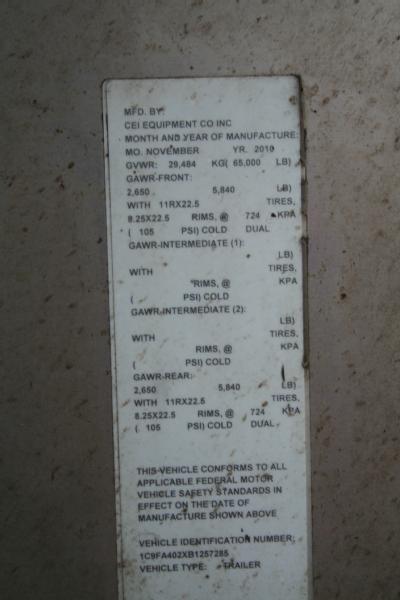 MFD. BY:
CEI EQUIPMENT CO INC
MONTH AND YEAR OF MANUFACTURE:
MO. NOVEMBER YR. 2010
GVWR: 29,484 KG( 65,000 LB)
GAWR-FRONT:
2,650 5,840 LB)
WITH 11RX22.5 TIRES,
8.25X22.5 RIMS, @ 724 KPA
( 105 PSI) COLD DUAL
GAWR-INTERMEDIATE (1):
LB)
WITH TIRES,
RIMS, @ KPA
( PSI) COLD
GAWR-INTERMEDIATE (2):
LB)
WITH TIRES,
RIMS, @ KPA
( PSI) COLD
GAWR-REAR:
2,650 5,840 LB)
WITH 11RX22.5 TIRES,
8.25X22.5 RIMS, @ 724 KPA
( 105 PSI) COLD DUAL
THIS VEHICLE CONFORMS TO ALL
APPLICABLE FEDERAL MOTOR
VEHICLE SAFETY STANDARDS IN
EFFECT ON THE DATE OF
MANUFACTURE SHOWN ABOVE
VEHICLE IDENTIFICATION NUMBER:
1C9FA402XB1257285
VEHICLE TYPE: TRAILER